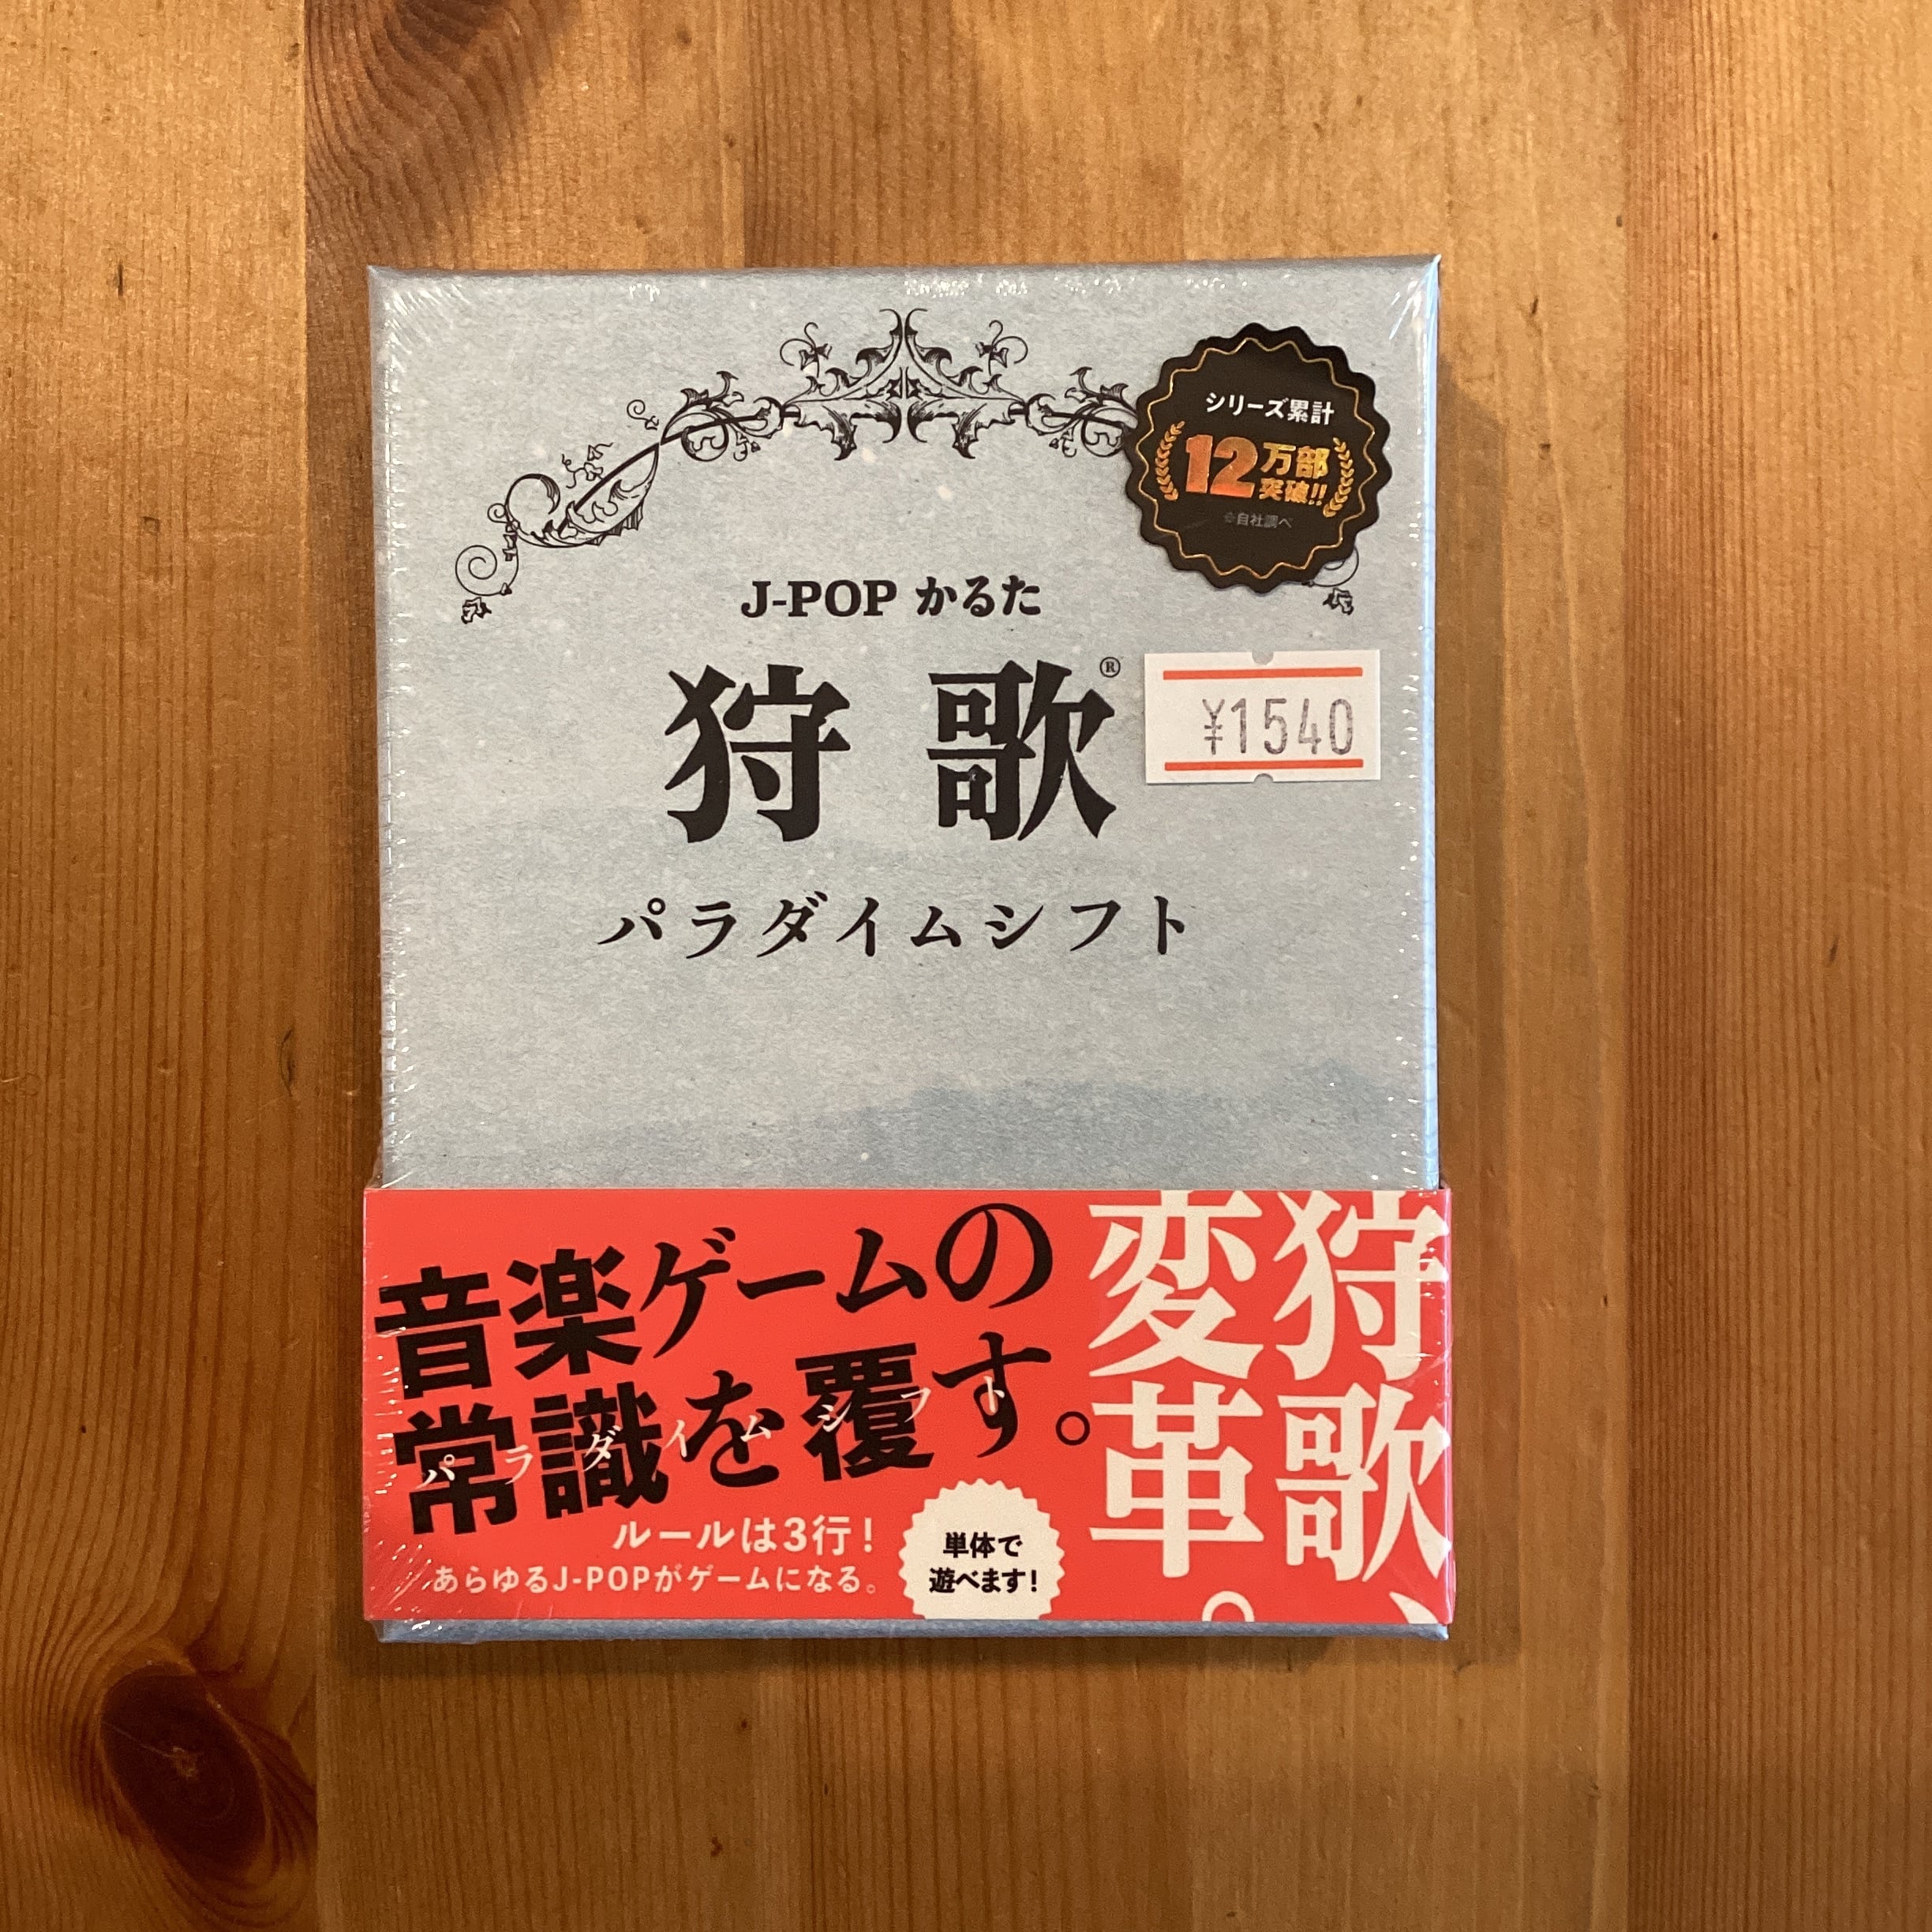 シリーズ累計
12万部
突破!!
※自社調べ
J-POP かるた
狩歌®
¥1540
パラダイムシフト
狩歌、
変革。
音楽ゲームの
常識を覆す。
パラダイムシフト
ルールは3行!
あらゆるJ-POPがゲームになる。
単体で
遊べます!